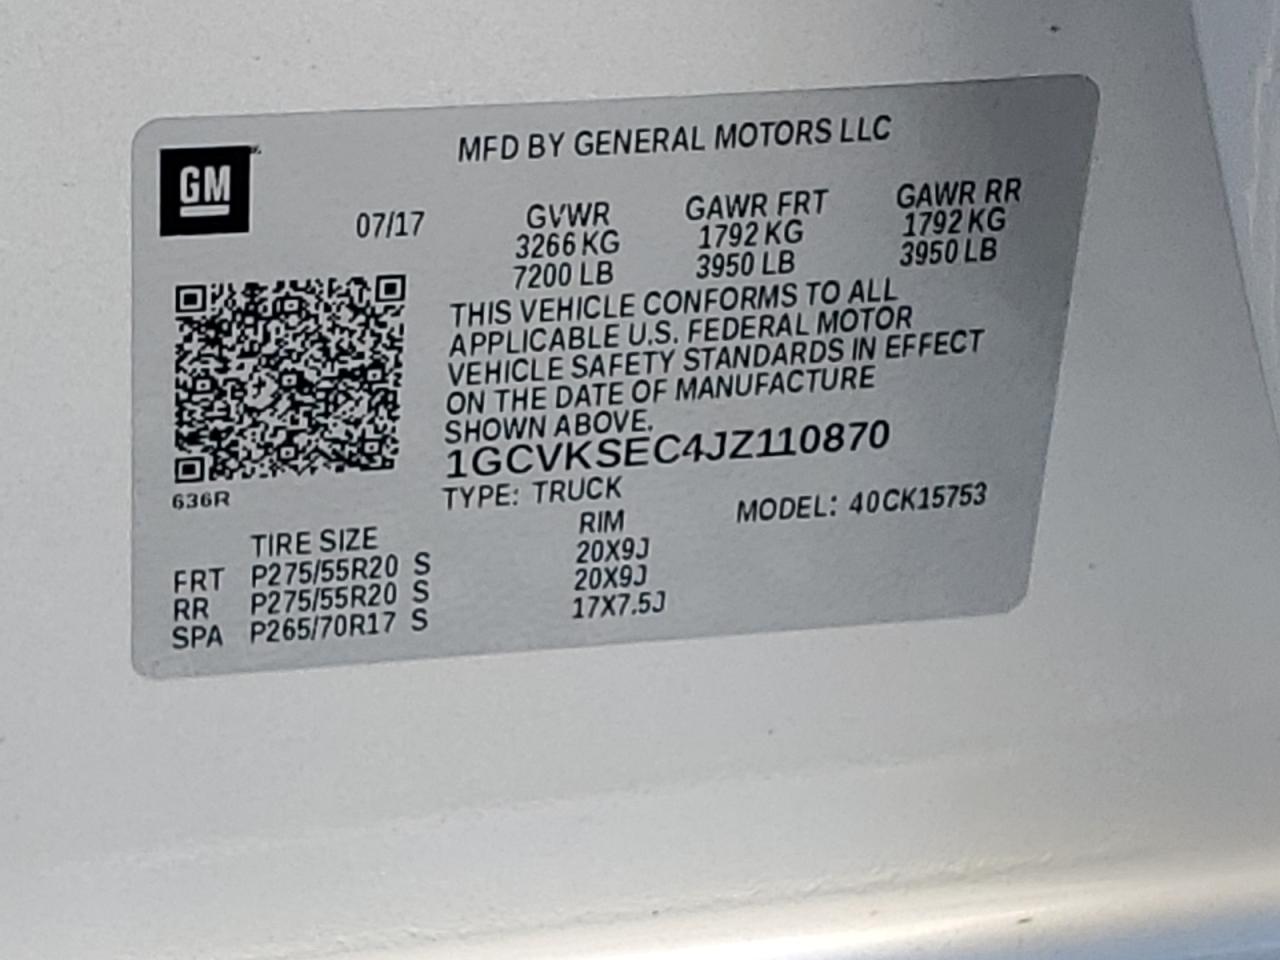 GM
MFD BY GENERAL MOTORS LLC
07/17 GVWR GAWR FRT GAWR RR
3266 KG 1792 KG 1792 KG
7200 LB 3950 LB 3950 LB
THIS VEHICLE CONFORMS TO ALL
APPLICABLE U.S. FEDERAL MOTOR
VEHICLE SAFETY STANDARDS IN EFFECT
ON THE DATE OF MANUFACTURE
SHOWN ABOVE.
1GCVKSEC4JZ110870
636R
TYPE: TRUCK MODEL: 40CK15753
TIRE SIZE RIM
FRT P275/55R20 S 20X9J
RR P275/55R20 S 20X9J
SPA P265/70R17 S 17X7.5J